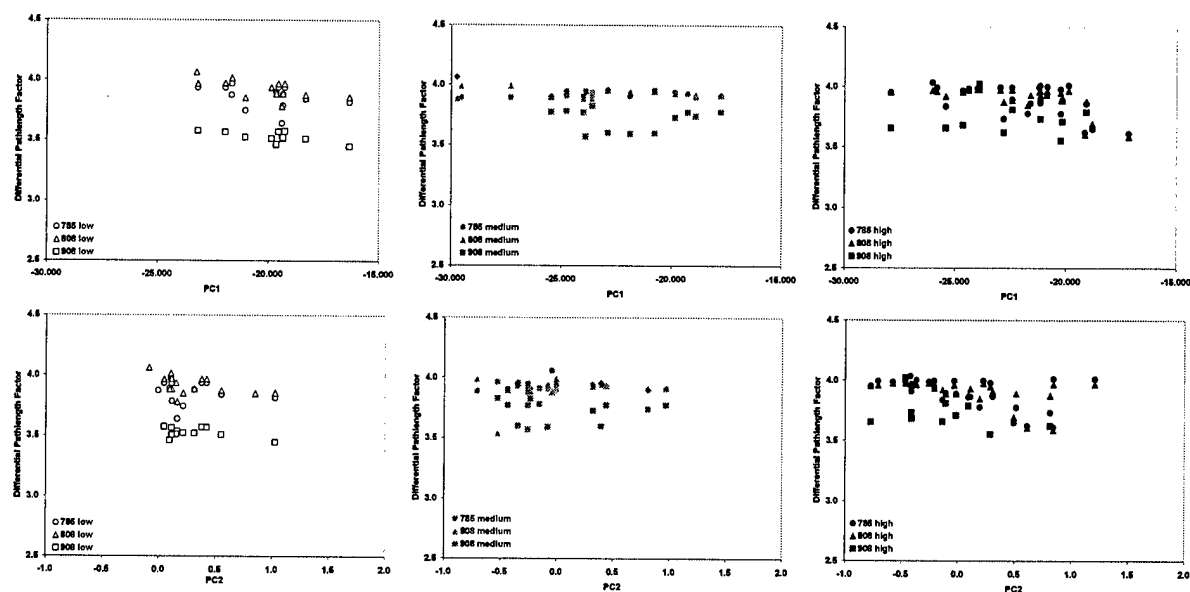 4.5
4.0
3.5
3.0
2.5
Differential Pathlength Factor
785 low
808 low
908 low
-30.000 -25.000 -20.000 -15.000
PC1
4.5
4.0
3.5
3.0
2.5
Differential Pathlength Factor
785 medium
808 medium
908 medium
-30.000 -25.000 -20.000 -15.000
PC1
4.5
4.0
3.5
3.0
2.5
Differential Pathlength Factor
785 high
808 high
908 high
-30.000 -25.000 -20.000 -15.000
PC1
4.5
4.0
3.5
3.0
2.5
Differential Pathlength Factor
785 low
808 low
908 low
-1.0 -0.5 0.0 0.5 1.0 1.5 2.0
PC2
4.5
4.0
3.5
3.0
2.5
Differential Pathlength Factor
785 medium
808 medium
908 medium
-1.0 -0.5 0.0 0.5 1.0 1.5 2.0
PC2
4.5
4.0
3.5
3.0
2.5
Differential Pathlength Factor
785 high
808 high
908 high
-1.0 -0.5 0.0 0.5 1.0 1.5 2.0
PC2